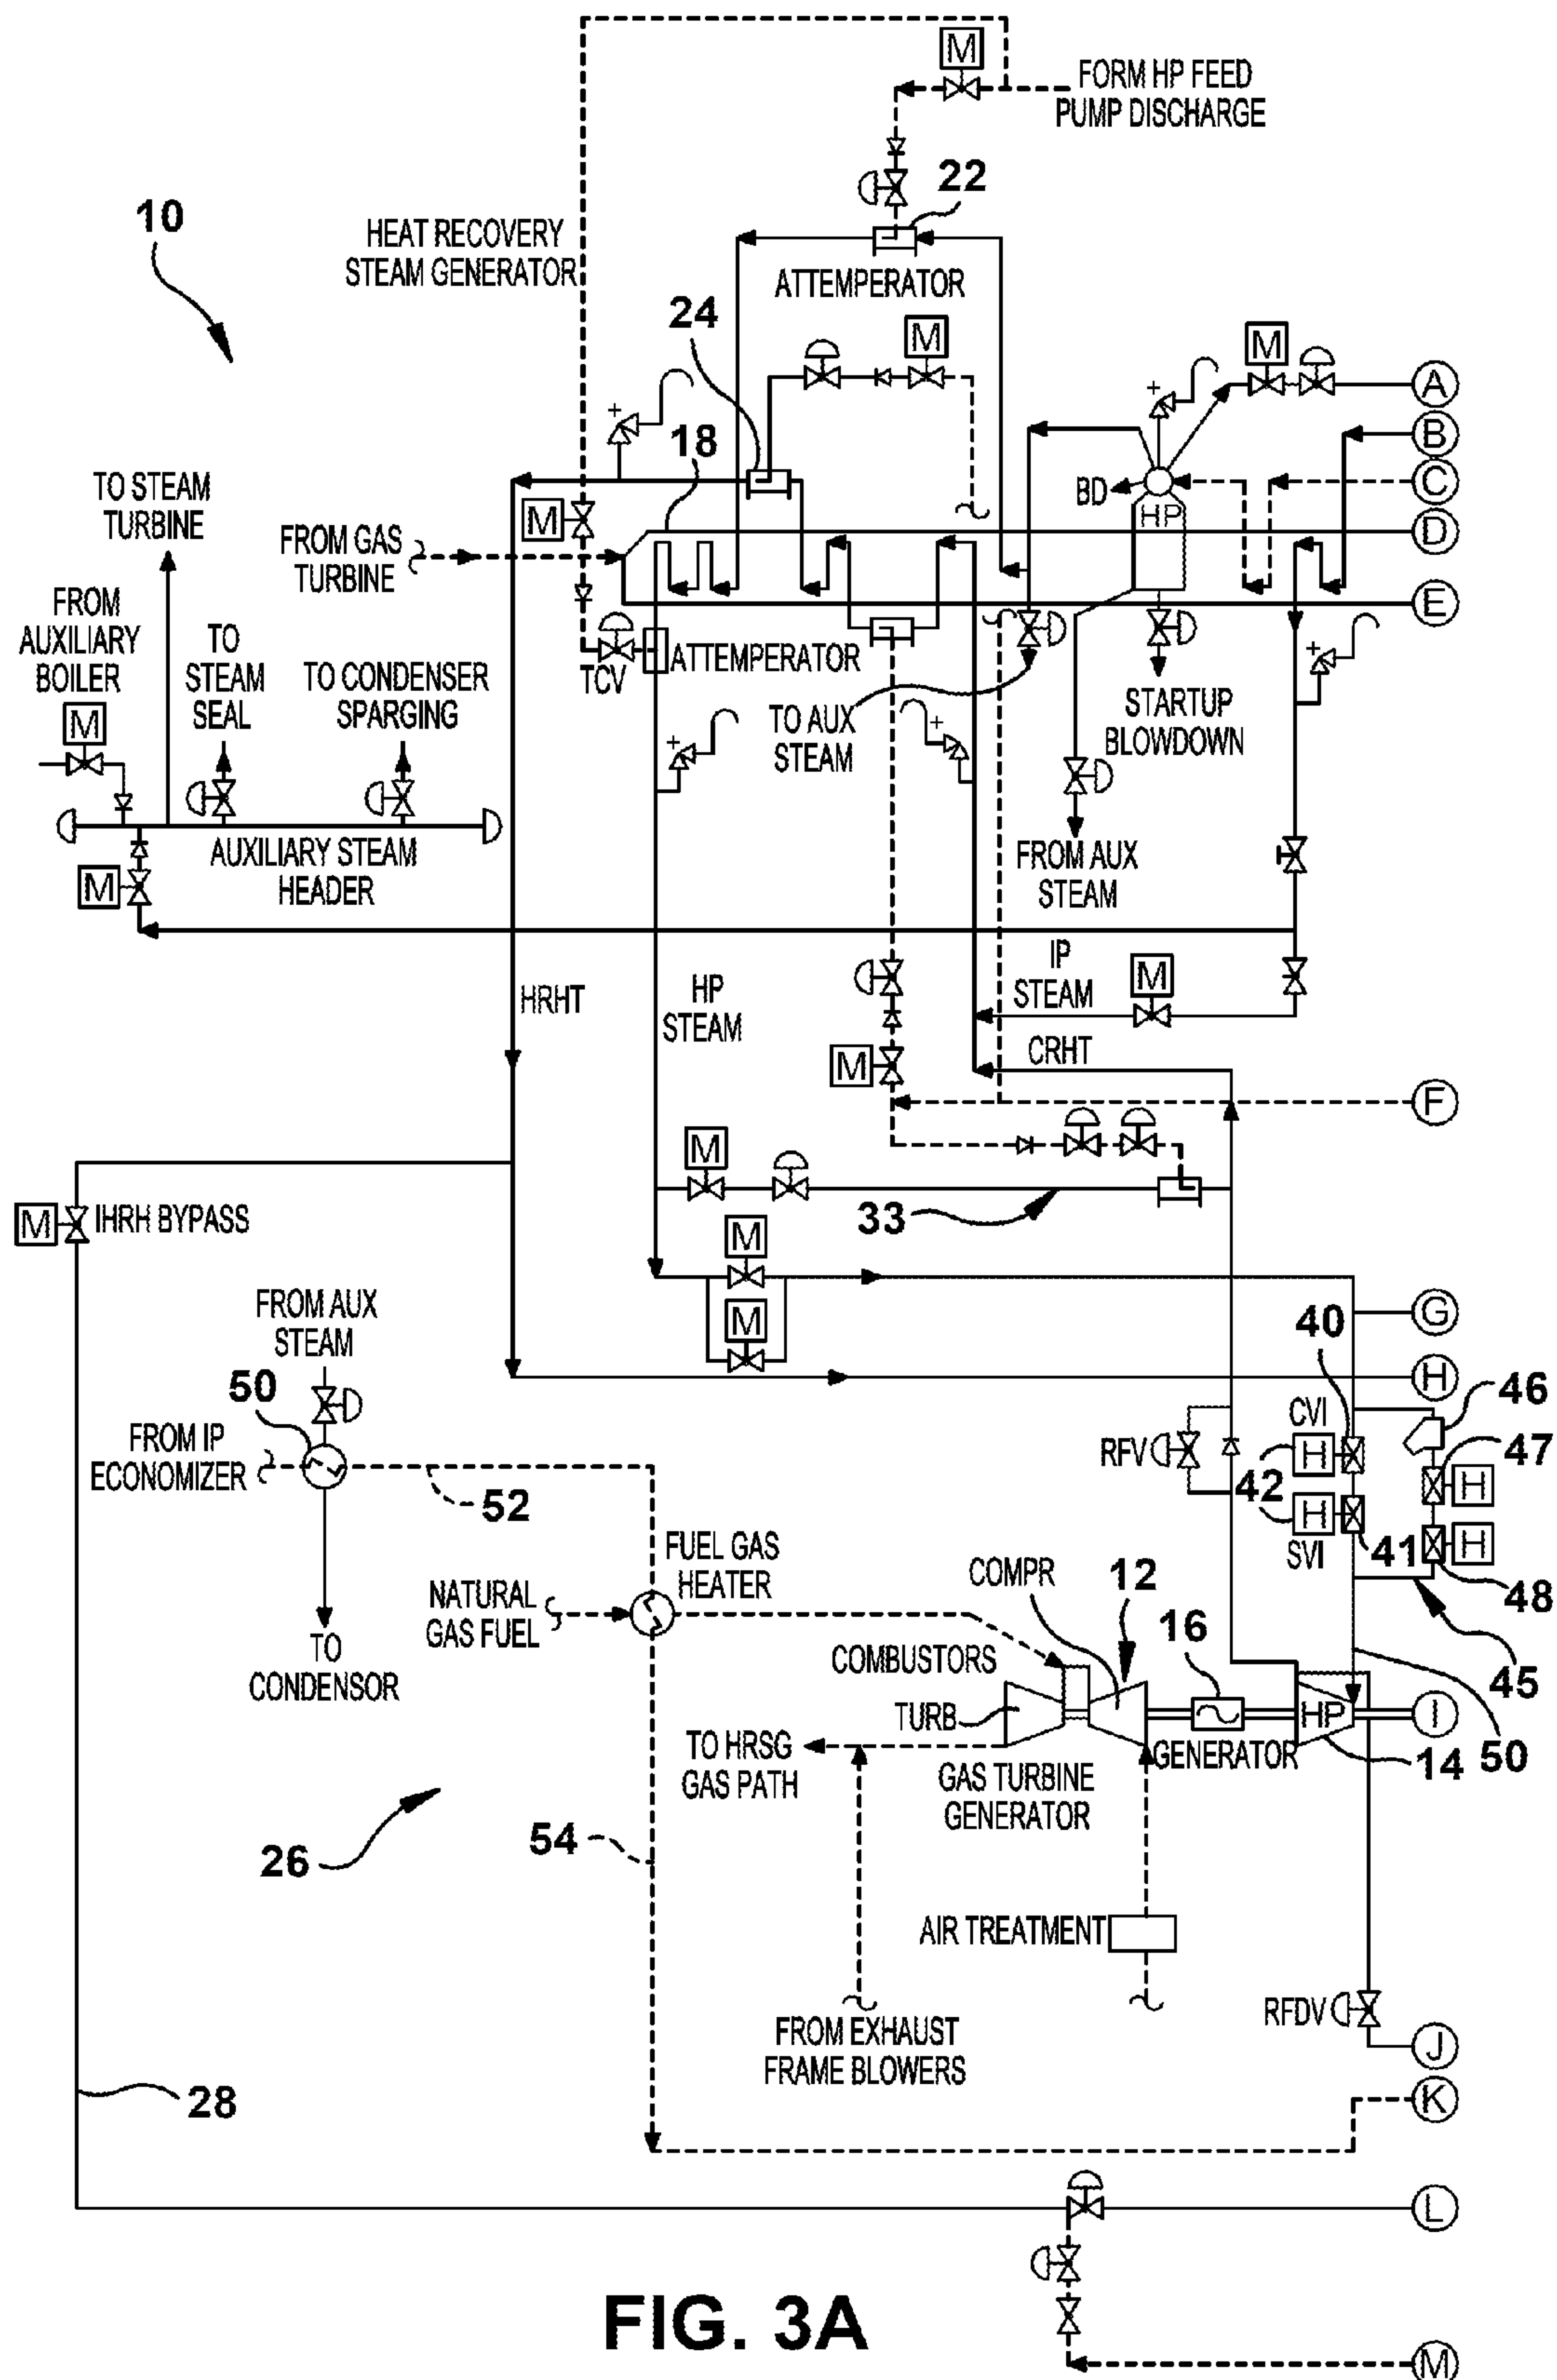 M
FORM HP FEED
PUMP DISCHARGE
22
10
HEAT RECOVERY
STEAM GENERATOR
ATTEMPERATOR
24
M
M
A
18
B
TO STEAM
TURBINE
C
BD
HP
M
D
FROM GAS
TURBINE
FROM
AUXILIARY
BOILER
E
TO
STEAM
SEAL
TO CONDENSER
SPARGING
ATTEMPERATOR
TCV
M
TO AUX
STEAM
STARTUP
BLOWDOWN
AUXILIARY STEAM
HEADER
M
FROM AUX
STEAM
HRHT
HP
STEAM
IP
STEAM
M
CRHT
M
F
M
33
M
IHRH BYPASS
M
FROM AUX
STEAM
M
40
G
50
H
46
CVI
FROM IP
ECONOMIZER
RFV
H
47
42
H
52
H
41
H
SVI
FUEL GAS
HEATER
COMPR
12
48
NATURAL
GAS FUEL
16
TO
CONDENSOR
COMBUSTORS
45
TURB
HP
I
TO HRSG
GAS PATH
GENERATOR
14
50
GAS TURBINE
GENERATOR
54
26
AIR TREATMENT
RFDV
FROM EXHAUST
FRAME BLOWERS
J
28
K
L
FIG. 3A
M